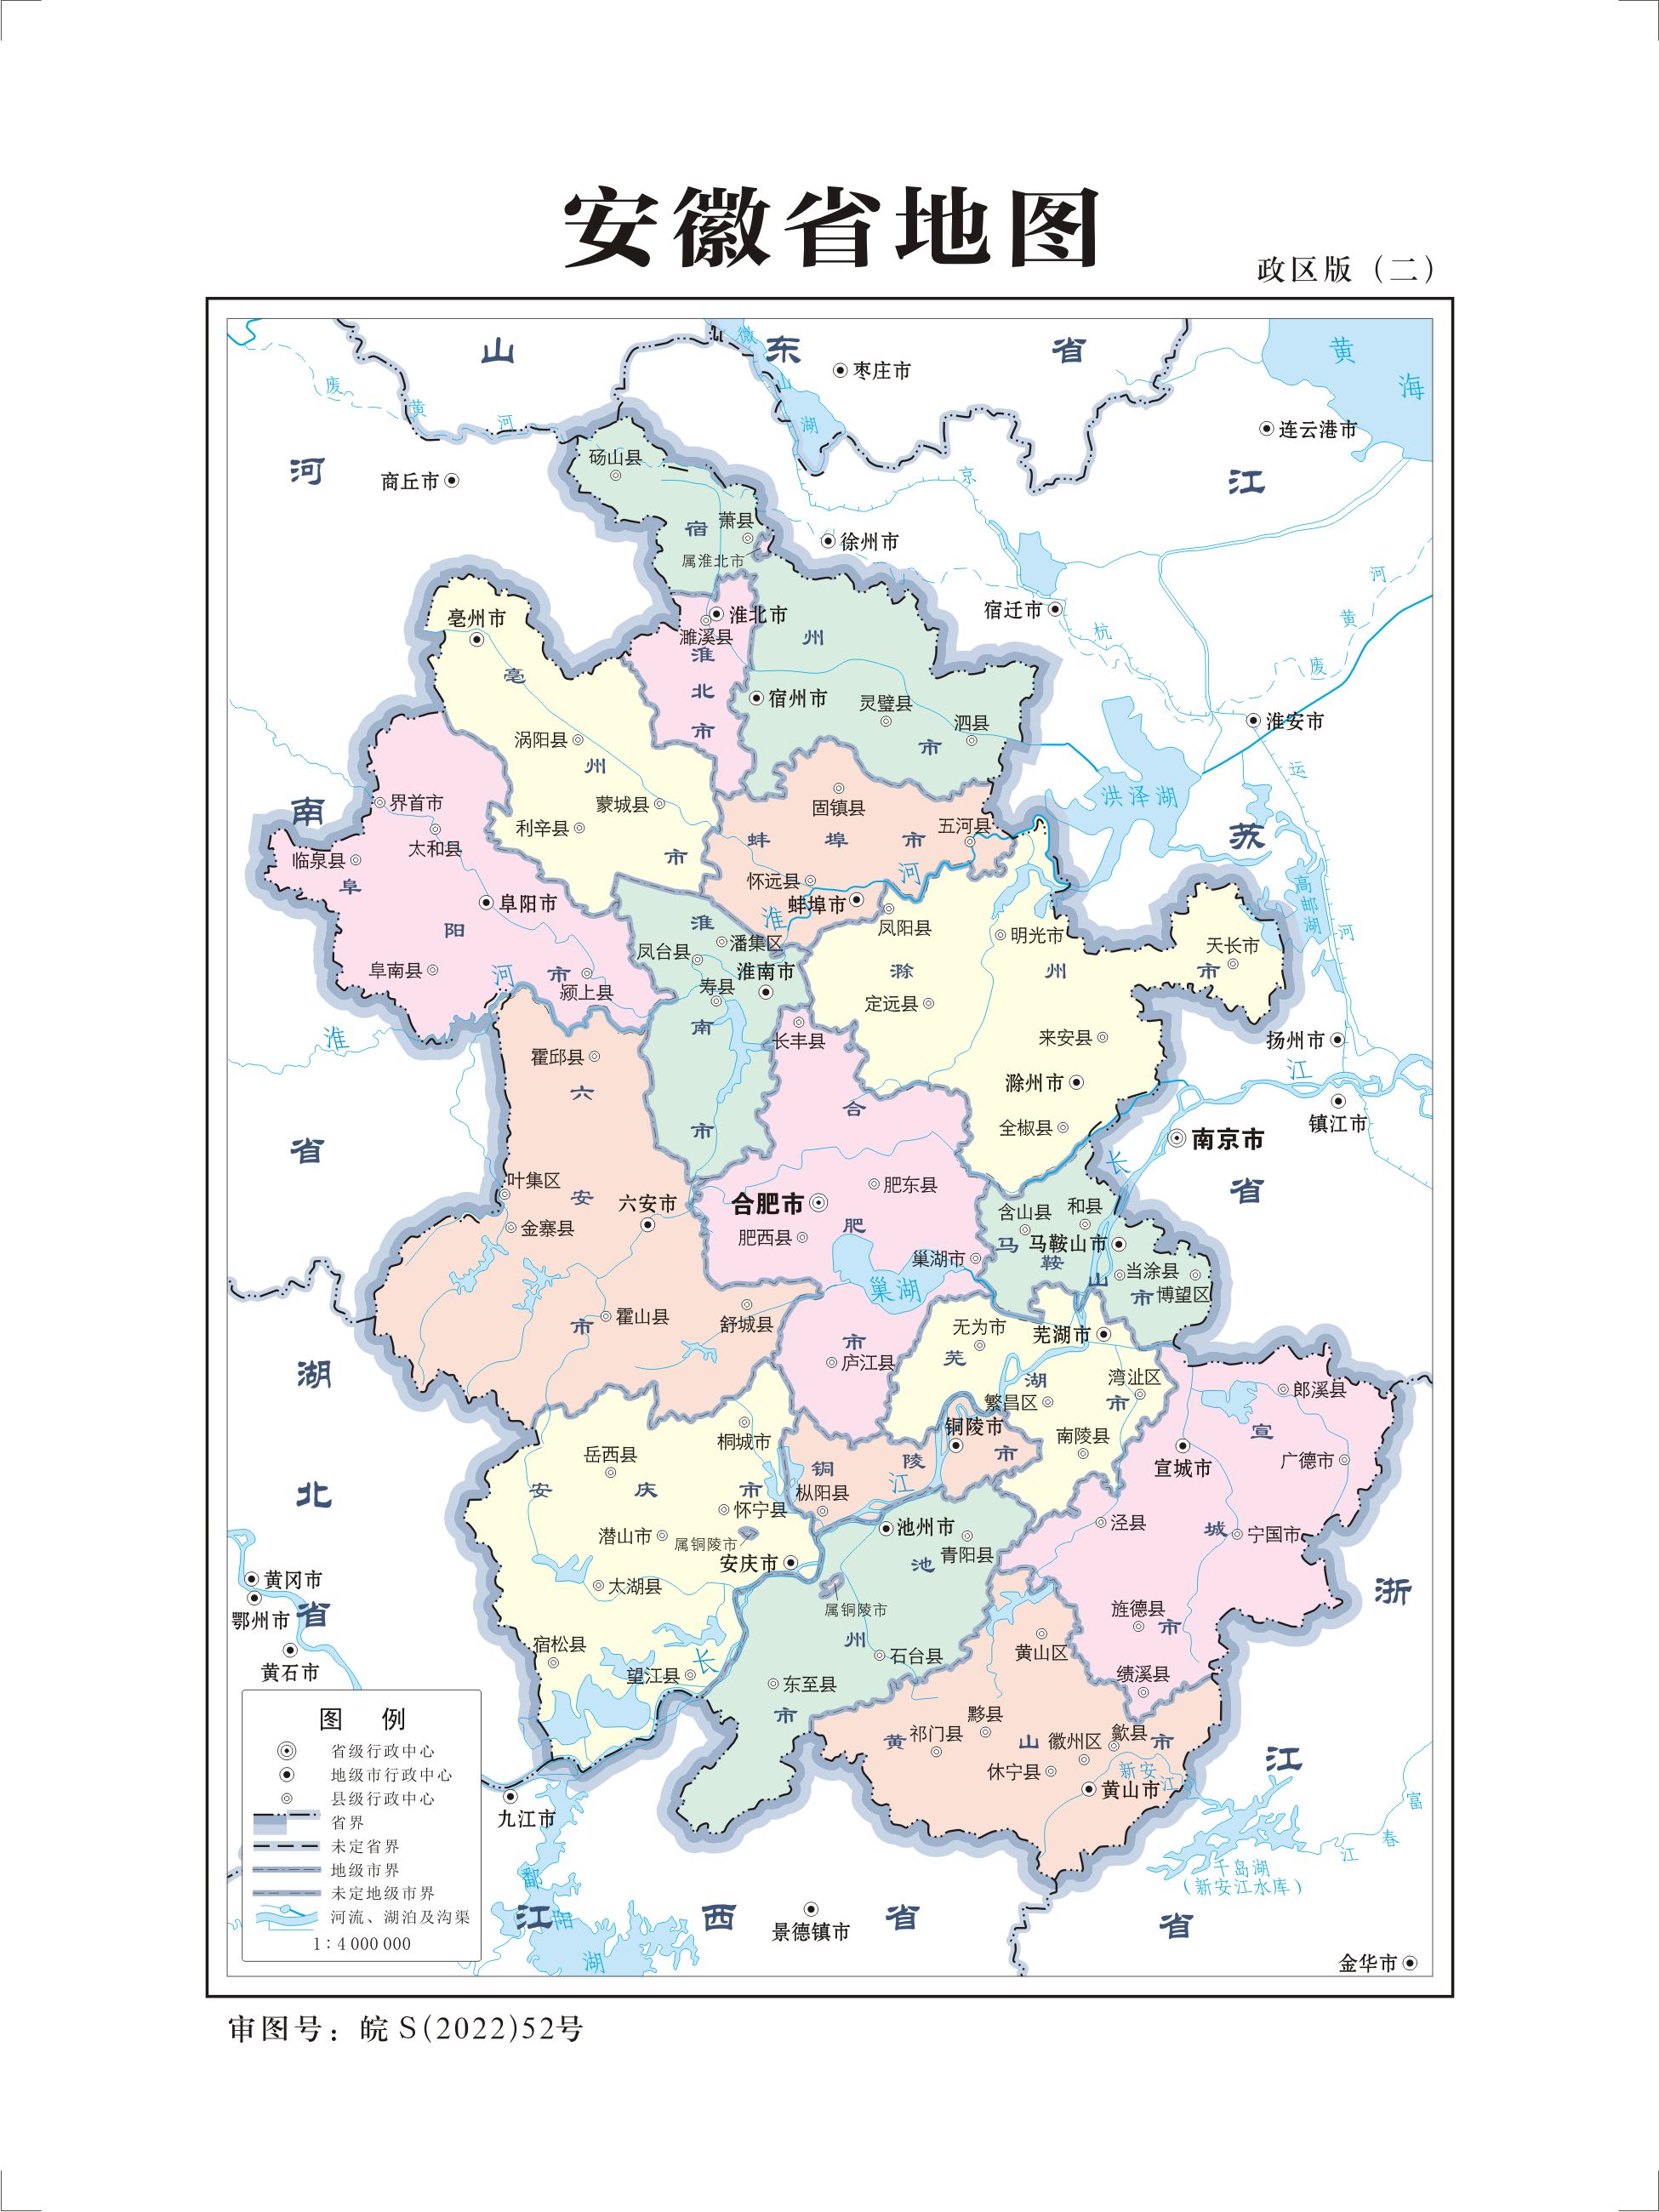 安徽省地图
政区版（二）
山
东
省
微
山
湖
黄
海
枣庄市
连云港市
废
黄
河
河
商丘市
江
砀山县
京
宿
萧县
属淮北市
徐州市
河
宿迁市
黄
亳州市
淮北市
濉溪县
淮
州
杭
废
亳
北
宿州市
灵璧县
泗县
淮安市
市
市
涡阳县
州
运
南
界首市
蒙城县
固镇县
洪泽湖
利辛县
太和县
蚌
埠
市
五河县
苏
市
临泉县
阜
河
怀远县
蚌埠市
高
邮
湖
阜阳市
淮
凤阳县
淮
阳
潘集区
明光市
河
天长市
凤台县
淮南市
滁
州
市
阜南县
河
市
颍上县
寿县
定远县
南
淮
长丰县
来安县
扬州市
霍邱县
江
滁州市
六
合
镇江市
全椒县
市
南京市
省
长
叶集区
肥东县
省
安
六安市
合肥市
含山县
和县
金寨县
肥西县
肥
马
马鞍山市
巢湖市
鞍
当涂县
山
巢湖
市
博望区
霍山县
舒城县
市
无为市
芜湖市
市
庐江县
芜
湖
湖
湾沚区
郎溪县
繁昌区
市
桐城市
铜陵市
南陵县
宣
岳西县
市
宣城市
广德市
铜
陵
江
安
庆
市
枞阳县
北
怀宁县
泾县
城
宁国市
潜山市
属铜陵市
池州市
青阳县
安庆市
池
黄冈市
太湖县
浙
鄂州市
省
属铜陵市
旌德县
市
黄石市
宿松县
州
黄山区
望江县
长
石台县
绩溪县
东至县
市
黟县
黄
祁门县
山
徽州区
歙县
市
休宁县
新安
江
黄山市
江
九江市
富
春
江
千岛湖
（新安江水库）
鄱
阳
湖
江
西
省
省
景德镇市
金华市
图 例
省级行政中心
地级市行政中心
县级行政中心
省界
未定省界
地级市界
未定地级市界
河流、湖泊及沟渠
1：4 000 000
审图号：皖 S(2022)52号